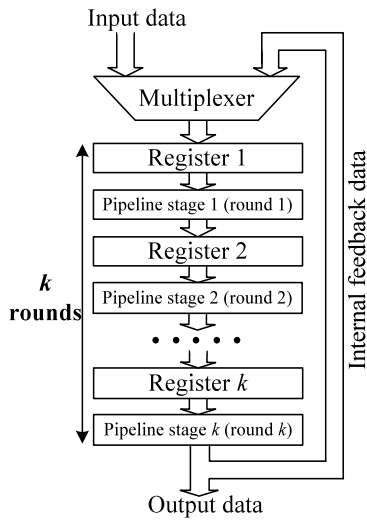 Input data
Multiplexer
Register 1
Pipeline stage 1 (round 1)
Register 2
Pipeline stage 2 (round 2)
k
rounds
Internal feedback data
• • • • •
Register k
Pipeline stage k (round k)
Output data